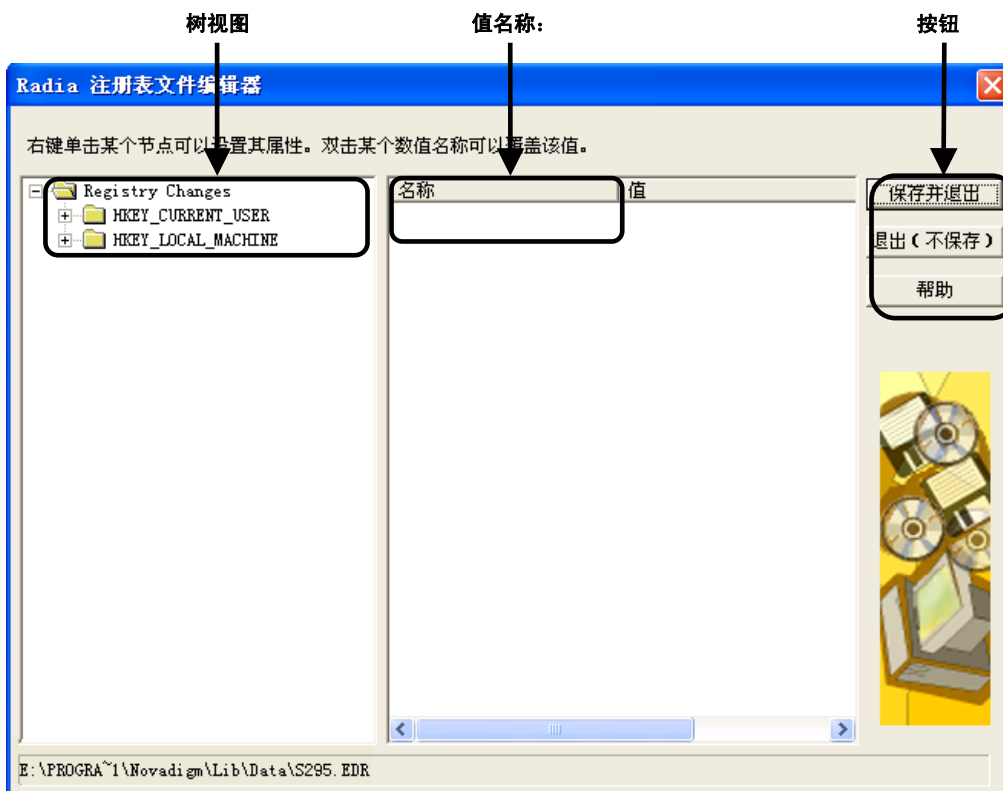 树视图
值名称：
按钮
Radia 注册表文件编辑器
右键单击某个节点可以设置其属性。双击某个数值名称可以覆盖该值。
Registry Changes
HKEY_CURRENT_USER
HKEY_LOCAL_MACHINE
名称
值
保存并退出
退出(不保存)
帮助
E:\PROGRA~1\Novadigm\Lib\Data\S295.EDR